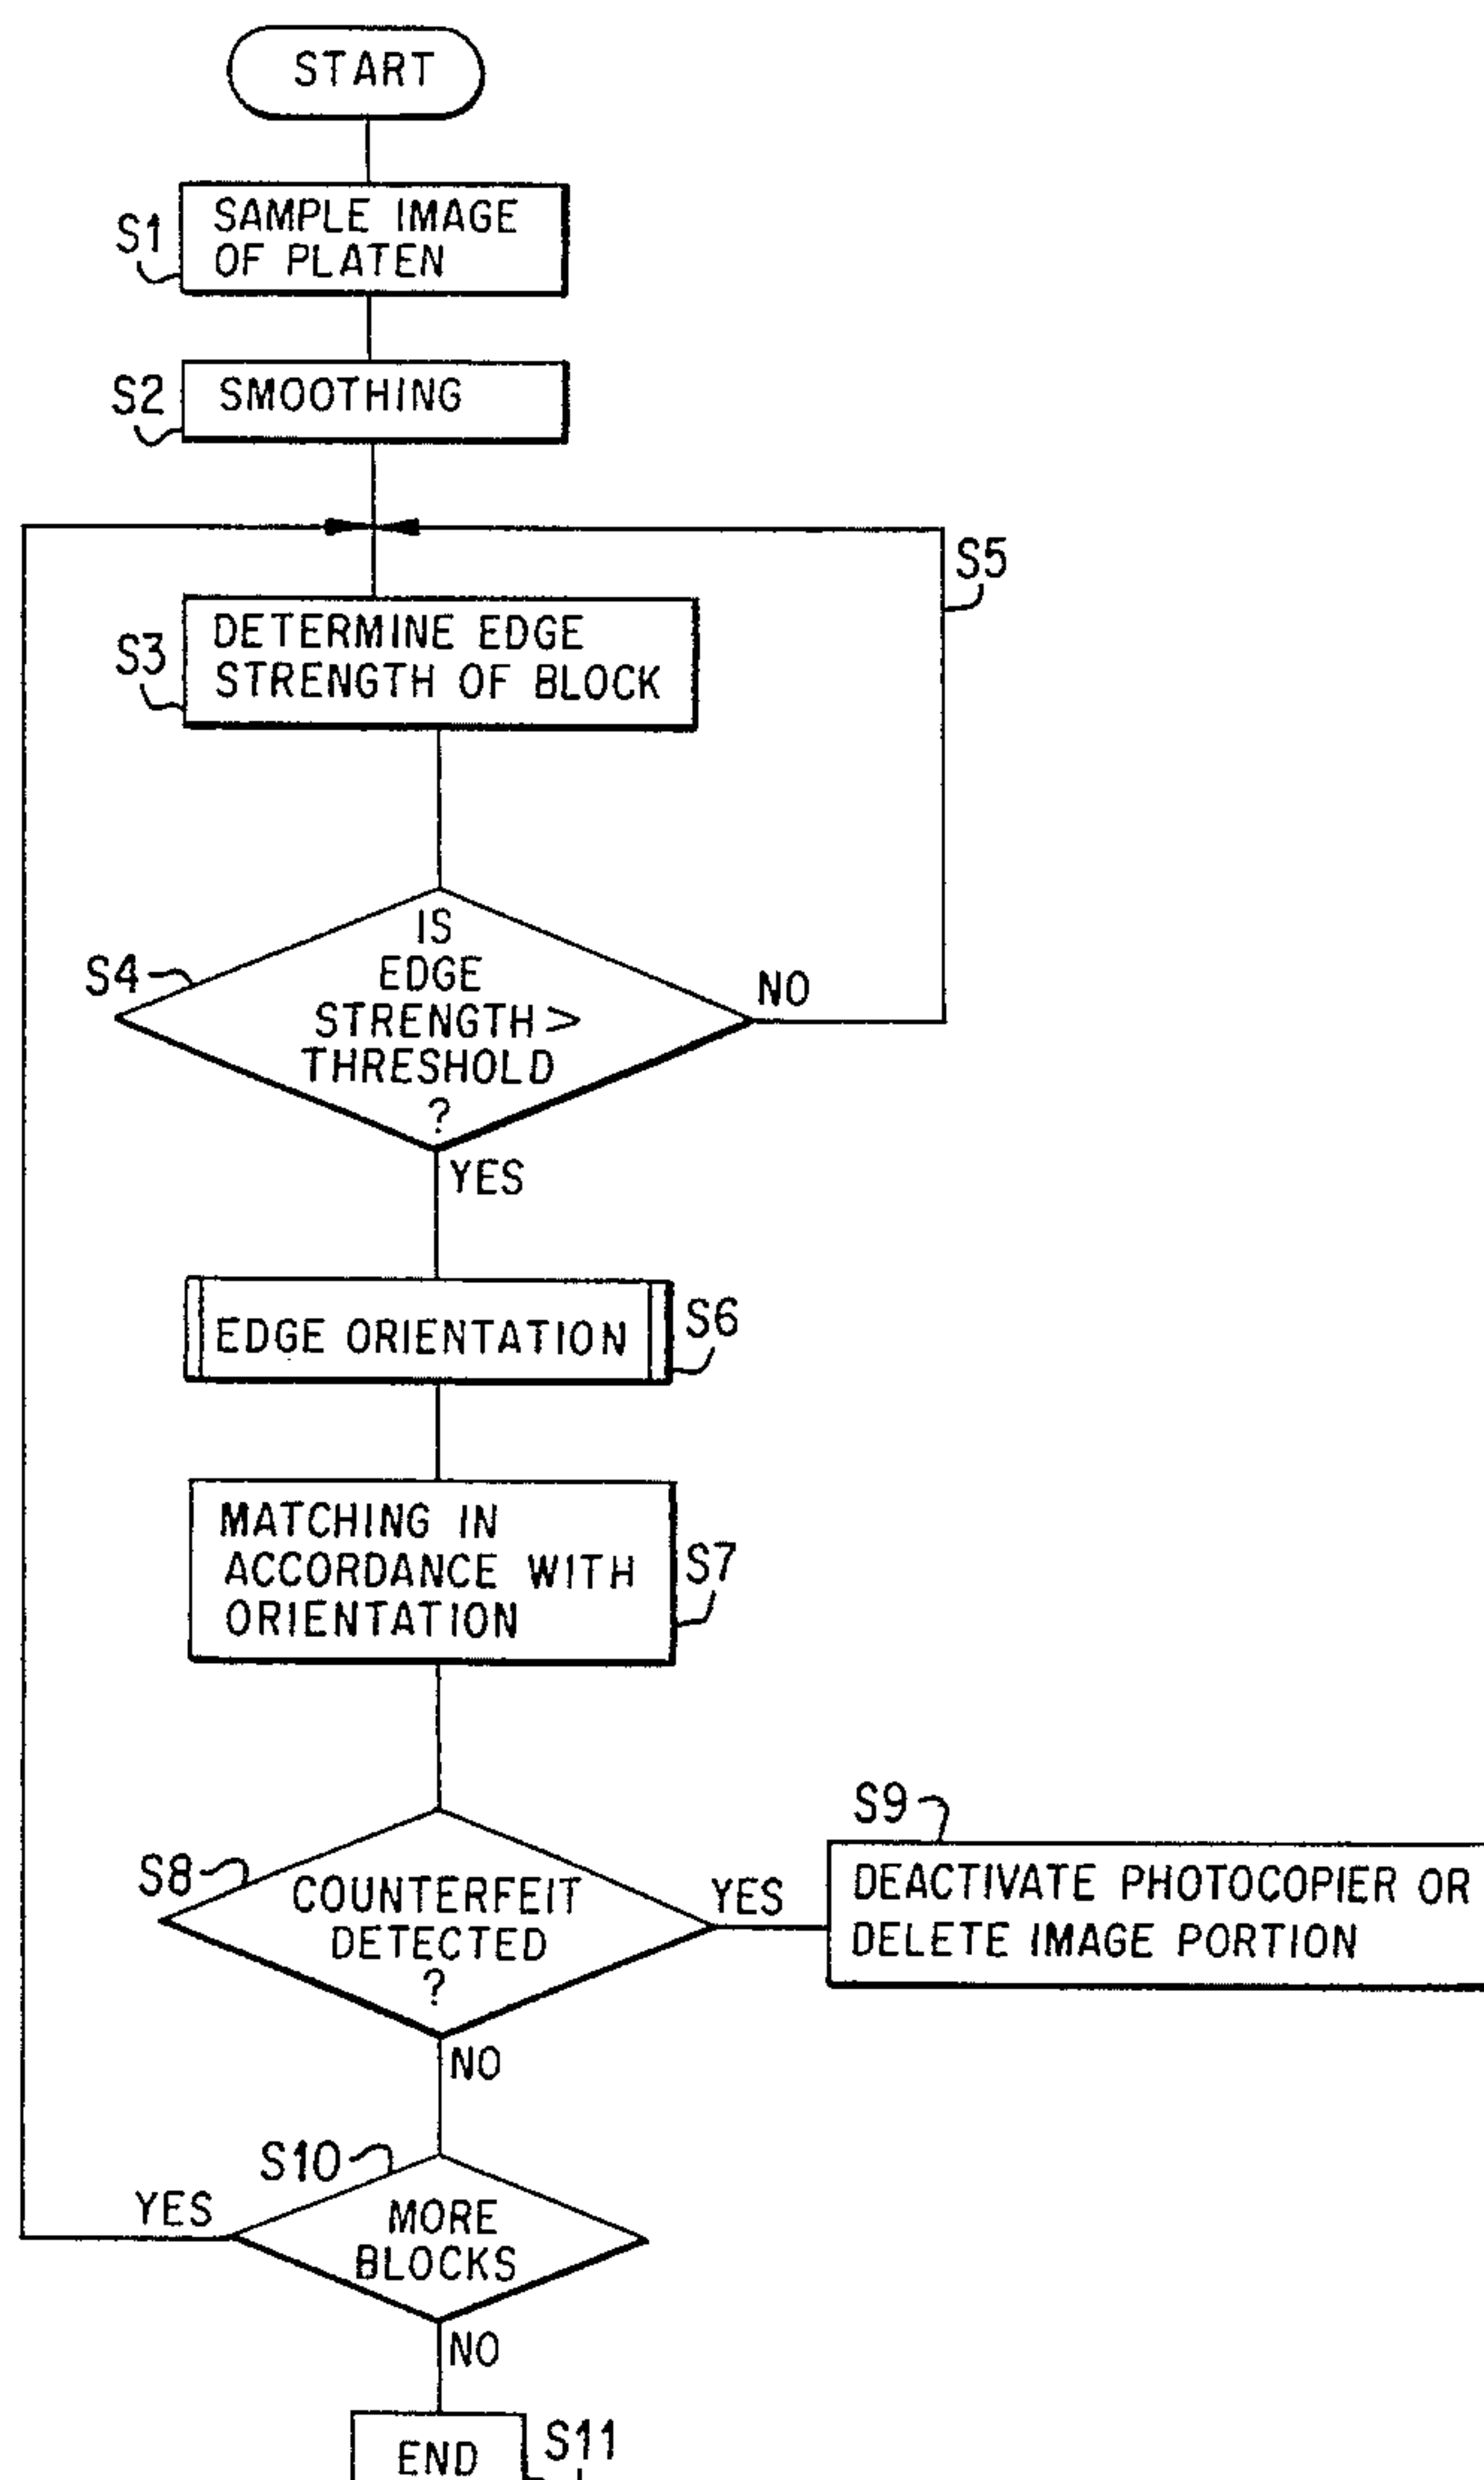 START
S1
SAMPLE IMAGE
OF PLATEN
S2
SMOOTHING
S5
S3
DETERMINE EDGE
STRENGTH OF BLOCK
S4
IS
EDGE
STRENGTH >
THRESHOLD
?
NO
YES
EDGE ORIENTATION
S6
MATCHING IN
ACCORDANCE WITH
ORIENTATION
S7
S8
COUNTERFEIT
DETECTED
?
YES
S9
DEACTIVATE PHOTOCOPIER OR
DELETE IMAGE PORTION
NO
S10
YES
MORE
BLOCKS
NO
END
S11